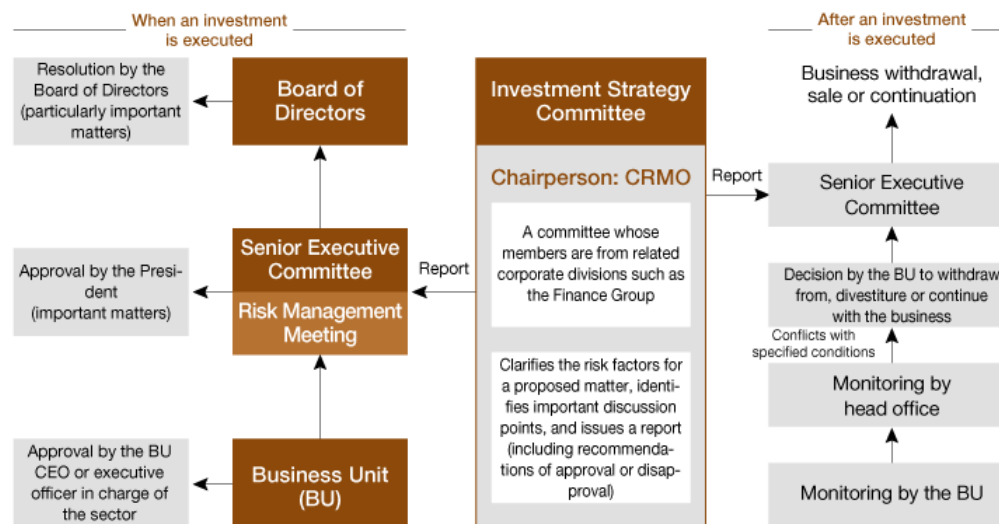 When an investment
is executed
Resolution by the
Board of Directors
(particularly important
matters)
Board of
Directors
Approval by the Presi-
dent
(important matters)
Senior Executive
Committee
Risk Management
Meeting
Approval by the BU
CEO or executive
officer in charge of
the sector
Business Unit
(BU)
Report
Investment Strategy
Committee
Chairperson: CRMO
A committee whose
members are from related
corporate divisions such as
the Finance Group
Clarifies the risk factors for
a proposed matter, identi-
fies important discussion
points, and issues a report
(including recommenda-
tions of approval or disap-
proval)
Report
After an investment
is executed
Business withdrawal,
sale or continuation
Senior Executive
Committee
Decision by the BU to withdraw
from, divestiture or continue
with the business
Conflicts with
specified conditions
Monitoring by
head office
Monitoring by the BU